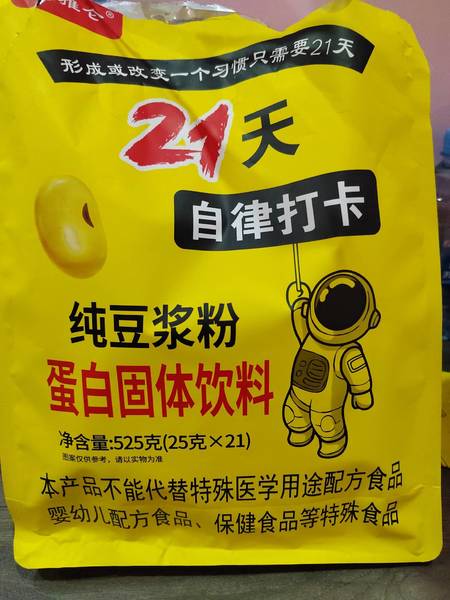 形成或改变一个习惯只需要21天
21天
自律打卡
纯豆浆粉
蛋白固体饮料
净含量:525克(25克×21)
图案仅供参考，请以实物为准
本产品不能代替特殊医学用途配方食品
婴幼儿配方食品、保健食品等特殊食品